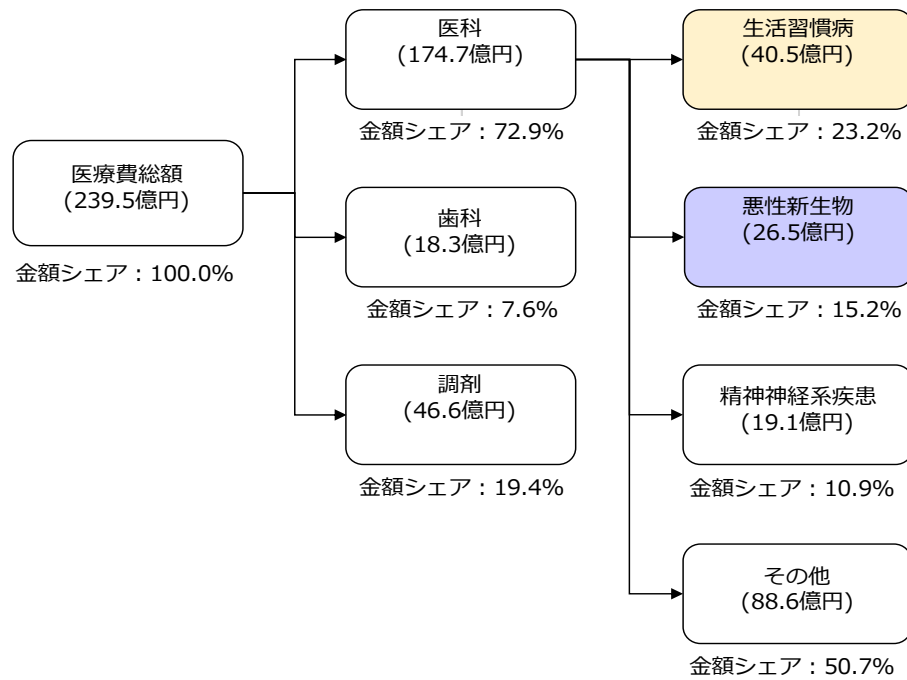 医療費総額
(239.5億円)
金額シェア：100.0%
医科
(174.7億円)
金額シェア：72.9%
歯科
(18.3億円)
金額シェア：7.6%
調剤
(46.6億円)
金額シェア：19.4%
生活習慣病
(40.5億円)
金額シェア：23.2%
悪性新生物
(26.5億円)
金額シェア：15.2%
精神神経系疾患
(19.1億円)
金額シェア：10.9%
その他
(88.6億円)
金額シェア：50.7%